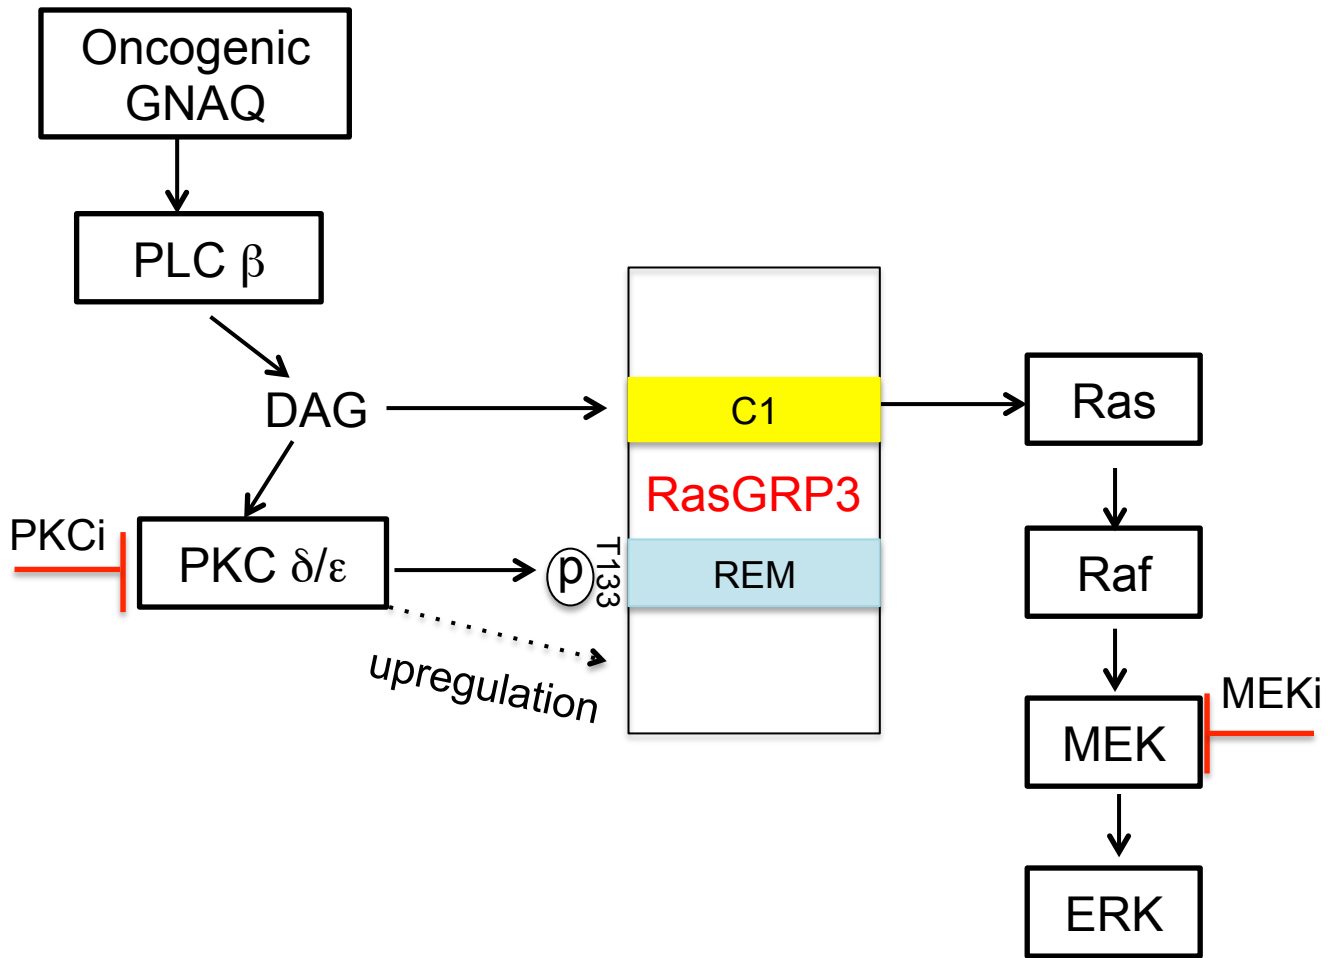 Oncogenic
GNAQ
PLC β
DAG
C1
Ras
RasGRP3
PKCi
PKC δ/ε
p
T133
REM
Raf
upregulation
MEKi
MEK
ERK